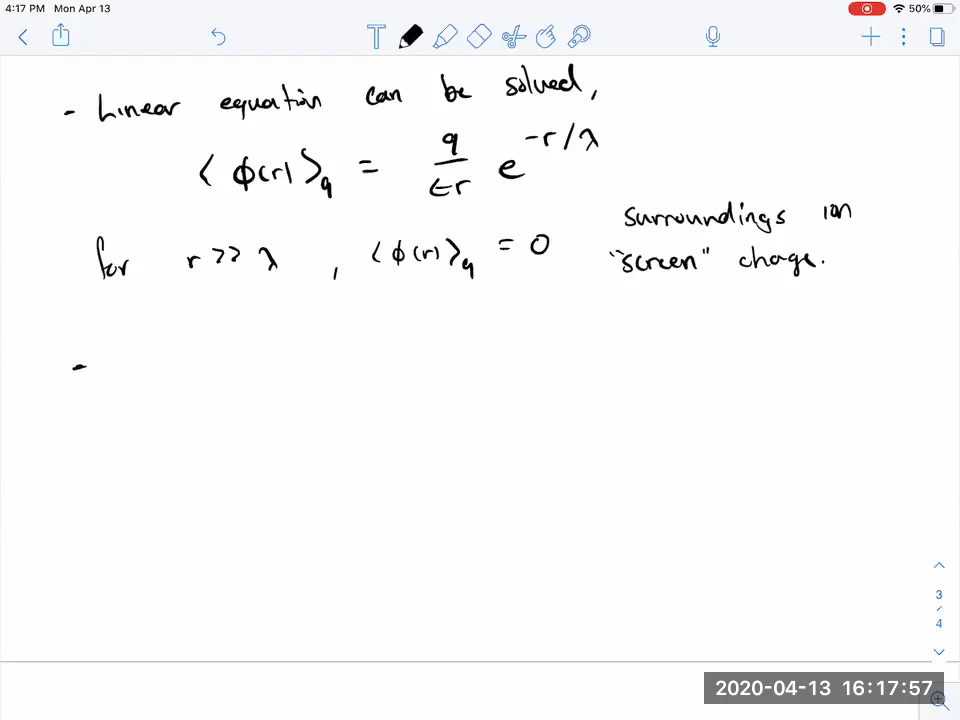 4:17 PM Mon Apr 13
50%
- Linear equation can be solved,
⟨ϕ(r)⟩q = q/ϵr e^(-r/λ)
for r >> λ, ⟨ϕ(r)⟩q = 0
surroundings ion
"screen" charge.
-
3
/
4
2020-04-13 16:17:57